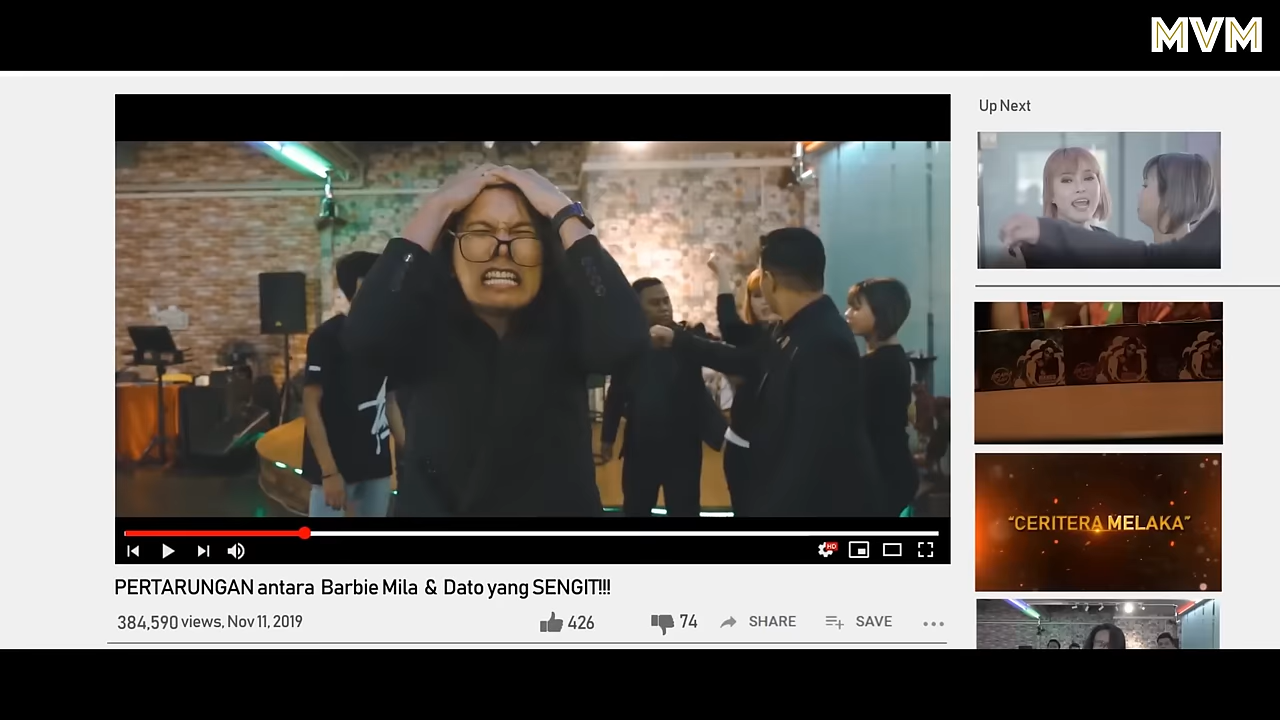 MVM
Up Next
"CERITERA MELAKA"
HD
PERTARUNGAN antara Barbie Mila & Dato yang SENGIT!!!
384,590 views, Nov 11, 2019
426
74
SHARE
SAVE